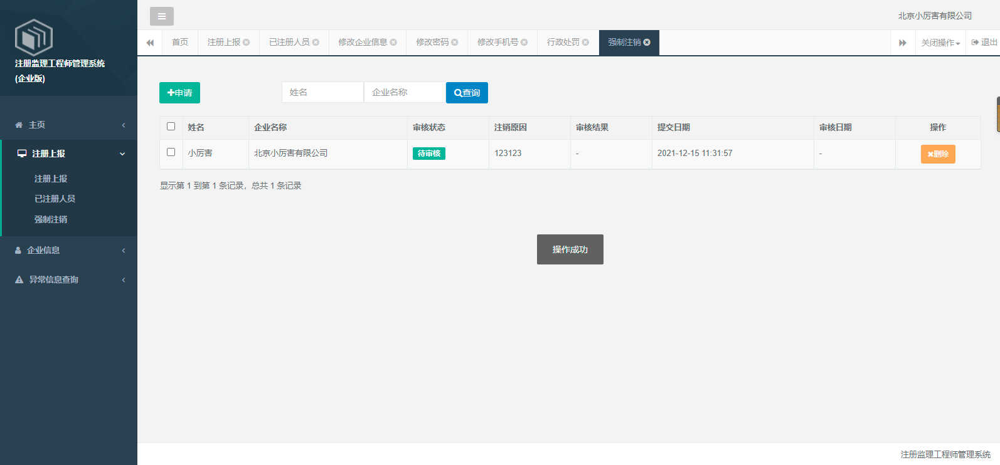 注册监理工程师管理系统
(企业版)
主页
注册上报
注册上报
已注册人员
强制注销
企业信息
异常信息查询
北京小厉害有限公司
首页 注册上报 已注册人员 修改企业信息 修改密码 修改手机号 行政处罚 强制注销 关闭操作 退出
申请 姓名 企业名称 查询
姓名 企业名称 审核状态 注销原因 审核结果 提交日期 审核日期 操作
小厉害 北京小厉害有限公司 待审核 123123 - 2021-12-15 11:31:57 - 删除
显示第 1 到第 1 条记录，总共 1 条记录
操作成功
注册监理工程师管理系统